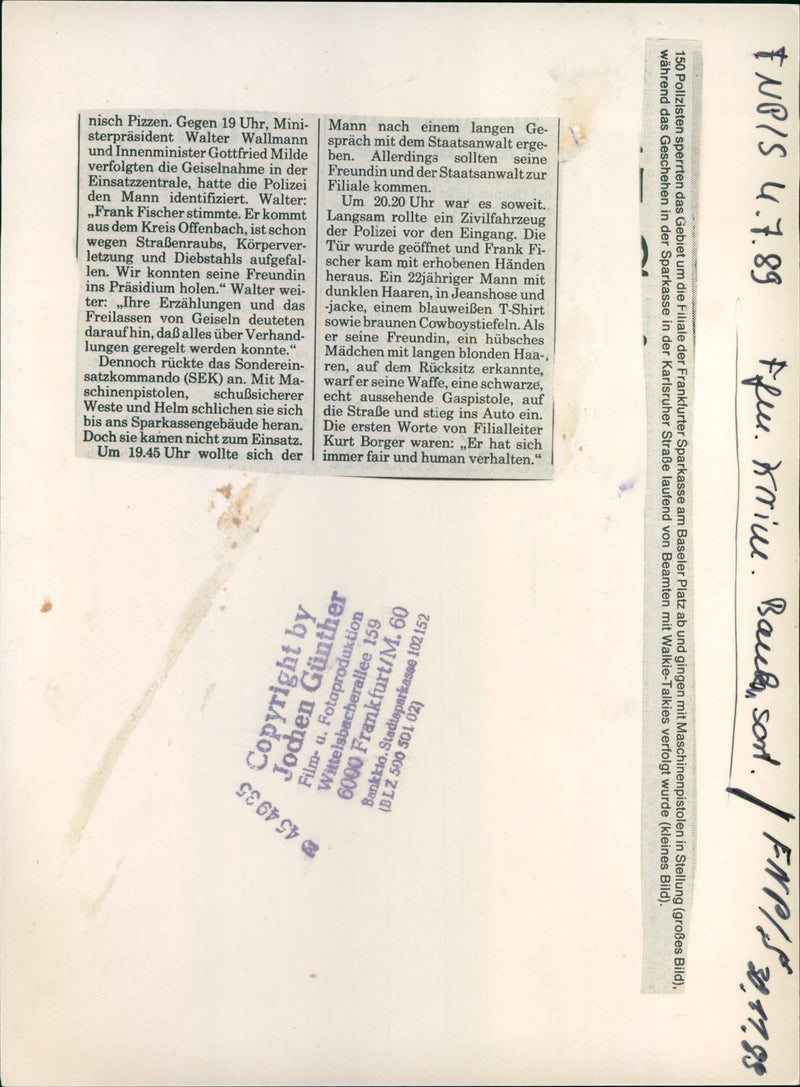 nisch Pizzen. Gegen 19 Uhr, Mini-
sterpräsident Walter Wallmann
und Innenminister Gottfried Milde
verfolgten die Geiselnahme in der
Einsatzzentrale, hatte die Polizei
den Mann identifiziert. Walter:
„Frank Fischer stimmte. Er kommt
aus dem Kreis Offenbach, ist schon
wegen Straßenraubs, Körperver-
letzung und Diebstahls aufgefal-
len. Wir konnten seine Freundin
ins Präsidium holen.“ Walter wei-
ter: „Ihre Erzählungen und das
Freilassen von Geiseln deuteten
darauf hin, daß alles über Verhand-
lungen geregelt werden konnte.“
Dennoch rückte das Sonderein-
satzkommando (SEK) an. Mit Ma-
schinenpistolen, schußsicherer
Weste und Helm schlichen sie sich
bis ans Sparkassengebäude heran.
Doch sie kamen nicht zum Einsatz.
Um 19.45 Uhr wollte sich der
Mann nach einem langen Ge-
spräch mit dem Staatsanwalt erge-
ben. Allerdings sollten seine
Freundin und der Staatsanwalt zur
Filiale kommen.
Um 20.20 Uhr war es soweit.
Langsam rollte ein Zivilfahrzeug
der Polizei vor den Eingang. Die
Tür wurde geöffnet und Frank Fi-
scher kam mit erhobenen Händen
heraus. Ein 22jähriger Mann mit
dunklen Haaren, in Jeanshose und
-jacke, einem blauweißen T-Shirt
sowie braunen Cowboystiefeln. Als
er seine Freundin, ein hübsches
Mädchen mit langen blonden Haa-
ren, auf dem Rücksitz erkannte,
warf er seine Waffe, eine schwarze,
echt aussehende Gaspistole, auf
die Straße und stieg ins Auto ein.
Die ersten Worte von Filialleiter
Kurt Borger waren: „Er hat sich
immer fair und human verhalten.“
150 Polizisten sperrten das Gebiet um die Filiale der Frankfurter Sparkasse am Baseler Platz ab und gingen mit Maschinenpistolen in Stellung (großes Bild),
während das Geschehen in der Sparkasse in der Karlsruher Straße laufend von Beamten mit Walkie-Talkies verfolgt wurde (kleines Bild).
FNP/S 4.7.89 Ffm. Krim. Bank, sort. / FNP/S 30.11.89
Copyright by
Jochen Günther
Film- u. Fotoproduktion
Wittelsbacherallee 159
6000 Frankfurt/M. 60
Bankkto. Stadtsparkasse 102152
(BLZ 500 501 02)
45 49 35